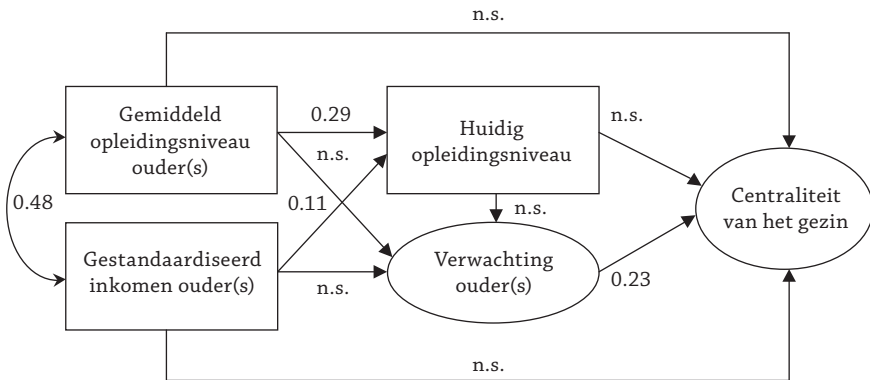 n.s.
Gemiddeld
opleidingsniveau
ouder(s)
0.29
n.s.
Huidig
opleidingsniveau
n.s.
Centraliteit
van het gezin
0.48
0.11
n.s.
Gestandaardiseerd
inkomen ouder(s)
n.s.
Verwachting
ouder(s)
0.23
n.s.